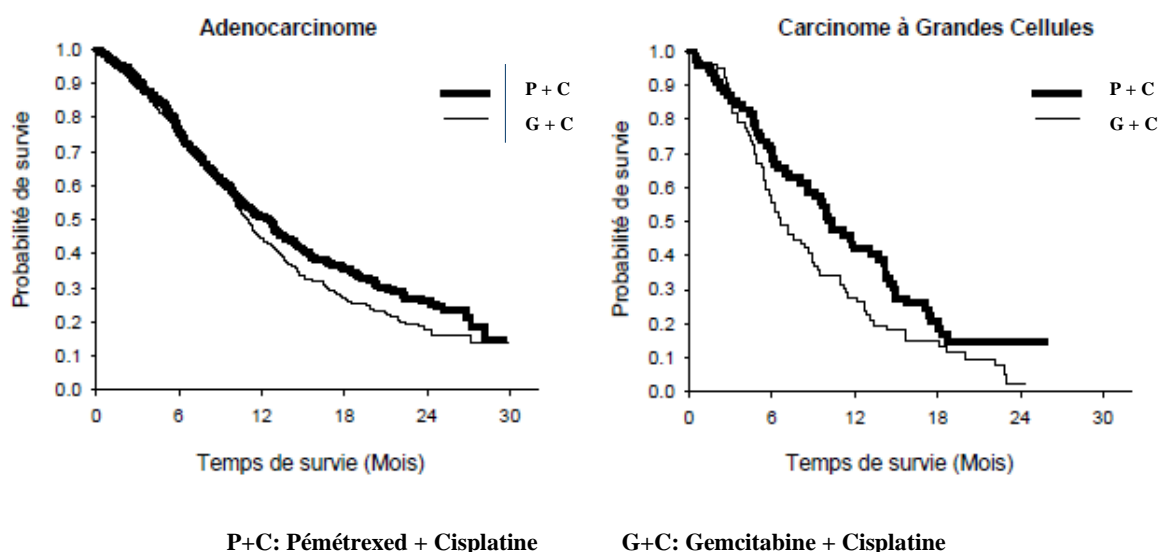 Adenocarcinome
Probabilité de survie
1.0
0.9
0.8
0.7
0.6
0.5
0.4
0.3
0.2
0.1
0.0
P + C
G + C
0 6 12 18 24 30
Temps de survie (Mois)
Carcinome à Grandes Cellules
Probabilité de survie
1.0
0.9
0.8
0.7
0.6
0.5
0.4
0.3
0.2
0.1
0.0
P + C
G + C
0 6 12 18 24 30
Temps de survie (Mois)
P+C: Pémétrexed + Cisplatine G+C: Gemcitabine + Cisplatine